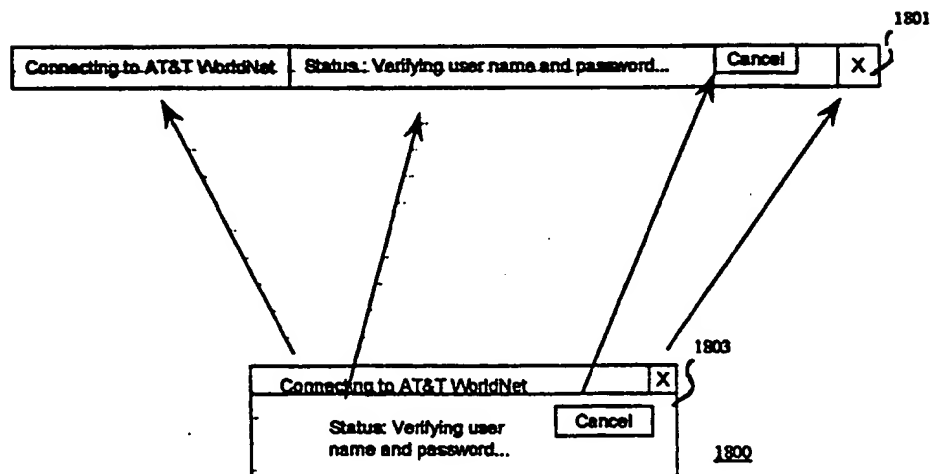 1801
Connecting to AT&T WorldNet Status: Verifying user name and password... Cancel X
1803
Connecting to AT&T WorldNet X
Status: Verifying user Cancel
name and password...
1800